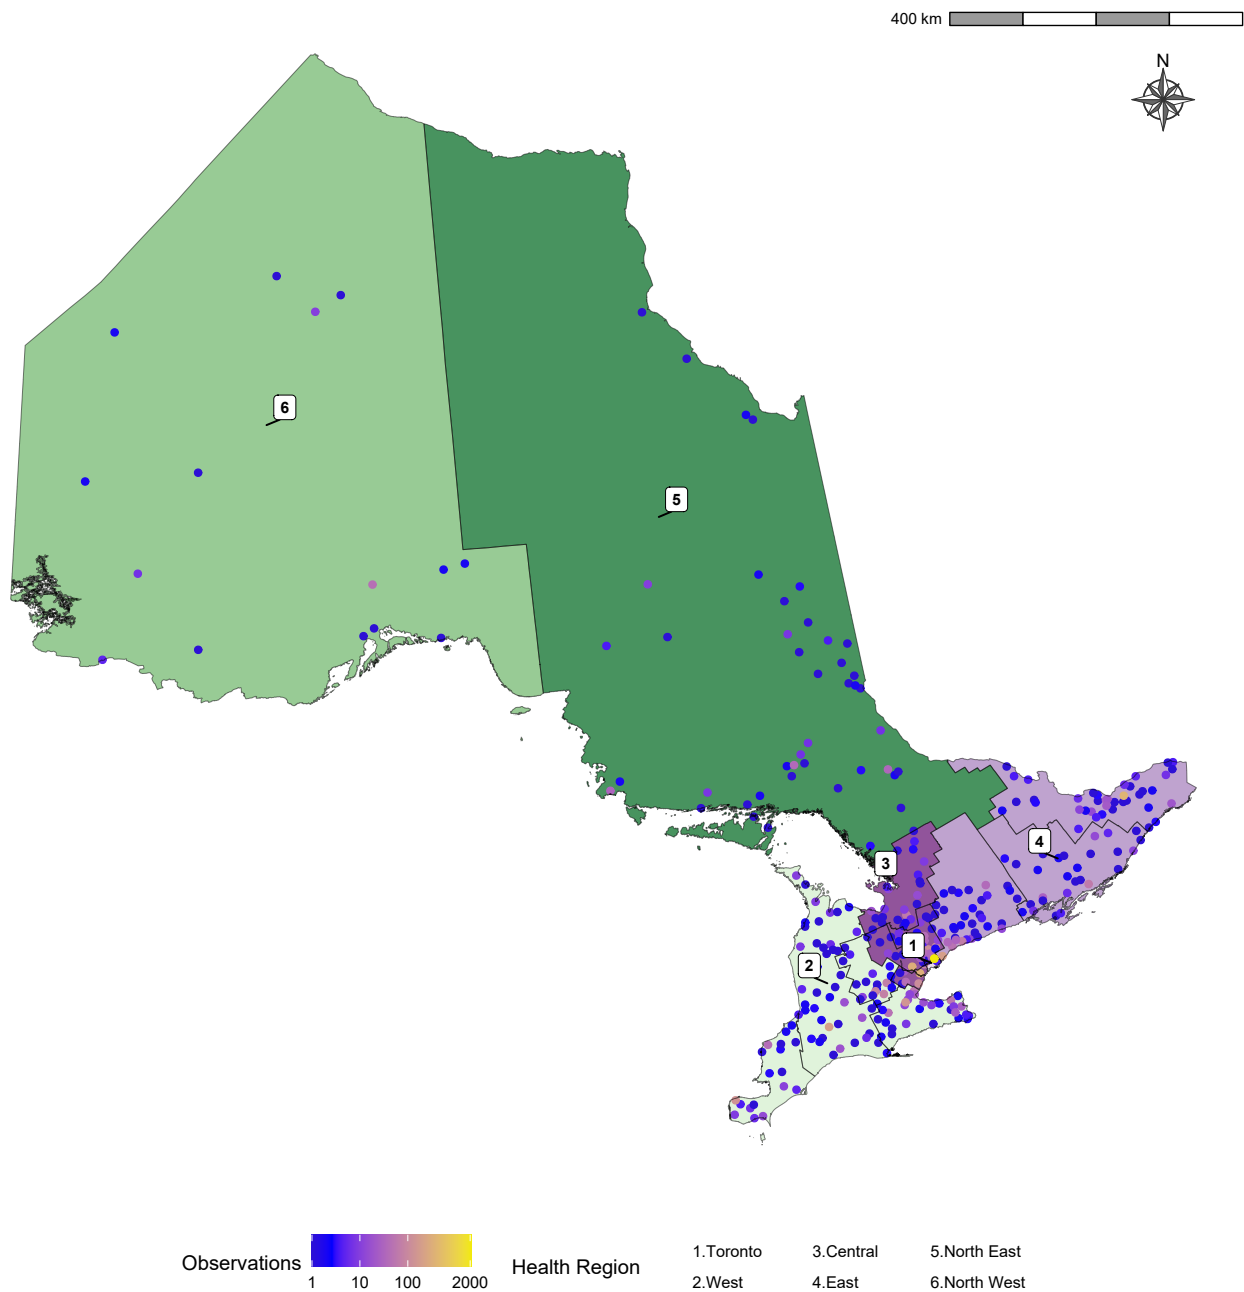 400 km
N
6
5
4
3
1
2
Observations
1 10 100 2000
Health Region
1.Toronto 3.Central 5.North East
2.West 4.East 6.North West